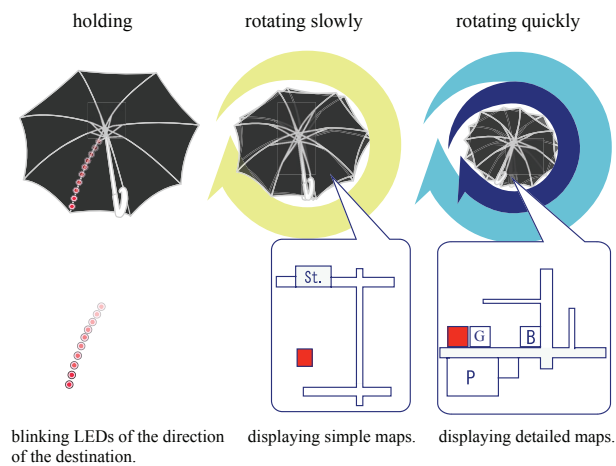 holding
rotating slowly
rotating quickly
St.
G
B
P
blinking LEDs of the direction
of the destination.
displaying simple maps.
displaying detailed maps.